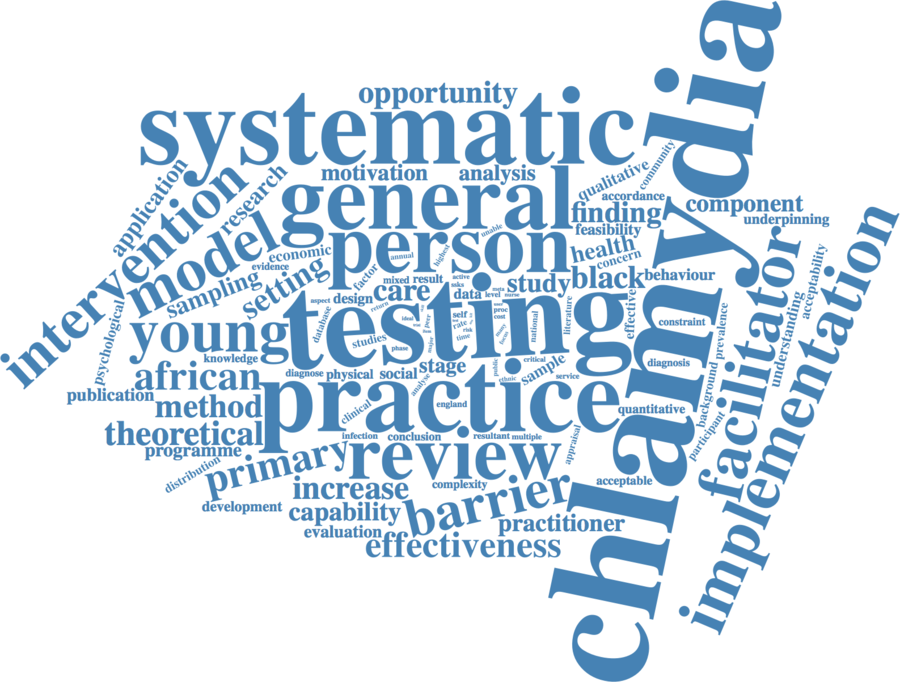 chlamydia
opportunity
systematic
motivation
analysis
qualitative
community
accordance
application
research
intervention
general
finding
component
underpinning
feasibility
unable
model
economic
evidence
person
annual
highest
health
concern
sampling
setting
factor
mixed
result
active
study
black
behaviour
psychological
aspect
design
care
data
level
nurse
young
testing
database
return
self
rate
risk
time
peer
ideal
national
literature
effective
constraint
prevalence
facilitator
understanding
acceptability
implementation
knowledge
studies
phase
major
critical
diagnosis
african
diagnose
physical
social
stage
analyse
public
ethnic
sample
service
background
publication
method
practice
clinical
england
quantitative
participant
theoretical
infection
conclusion
resultant
multiple
appraisal
programme
distribution
primary
review
increase
complexity
acceptable
development
capability
barrier
practitioner
evaluation
effectiveness